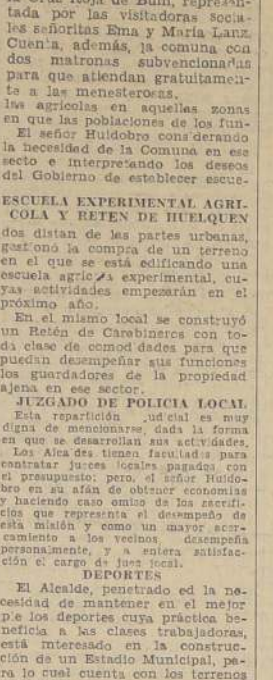 la Cruz Roja de Buin, represen-
tada por las visitadoras socia-
les señoritas Ema y María Lanz.
Cuenta, además, la comuna con
dos matronas subvencionadas
para que atiendan gratuitamen-
te a las menesterosas.
las agrícolas en aquellas zonas
en que las poblaciones de los fun-
El señor Huidobro considerando
la necesidad de la Comuna en ese
secto e interpretando los deseos
del Gobierno de establecer escue-
ESCUELA EXPERIMENTAL AGRI-
COLA Y RETEN DE HUELQUEN
dos distan de las partes urbanas,
gestionó la compra de un terreno
en el que se está edificando una
escuela agrícola experimental, cu-
yas actividades empezarán en el
próximo año.
En el mismo local se construyó
un Retén de Carabineros con to-
da clase de comodidades para que
puedan desempeñar sus funciones
los guardadores de la propiedad
ajena en ese sector.
JUZGADO DE POLICIA LOCAL
Esta repartición judicial es muy
digna de mencionarse, dada la forma
en que se desarrollan sus actividades.
Los Alcaldes tienen facultades para
contratar jueces locales pagados con
el presupuesto; pero, el señor Huido-
bro en su afán de obtener economías
y haciendo caso omiso de los sacrifi-
cios que representa el desempeño de
esta misión y como un mayor acer-
camiento a los vecinos, desempeña
personalmente, y a entera satisfac-
ción el cargo de juez local.
DEPORTES
El Alcalde, penetrado ed la ne-
cesidad de mantener en el mejor
pie los deportes cuya práctica be-
neficia a las clases trabajadoras,
está interesado en la construc-
ción de un Estadio Municipal, pa-
ra lo cual cuenta con los terrenos